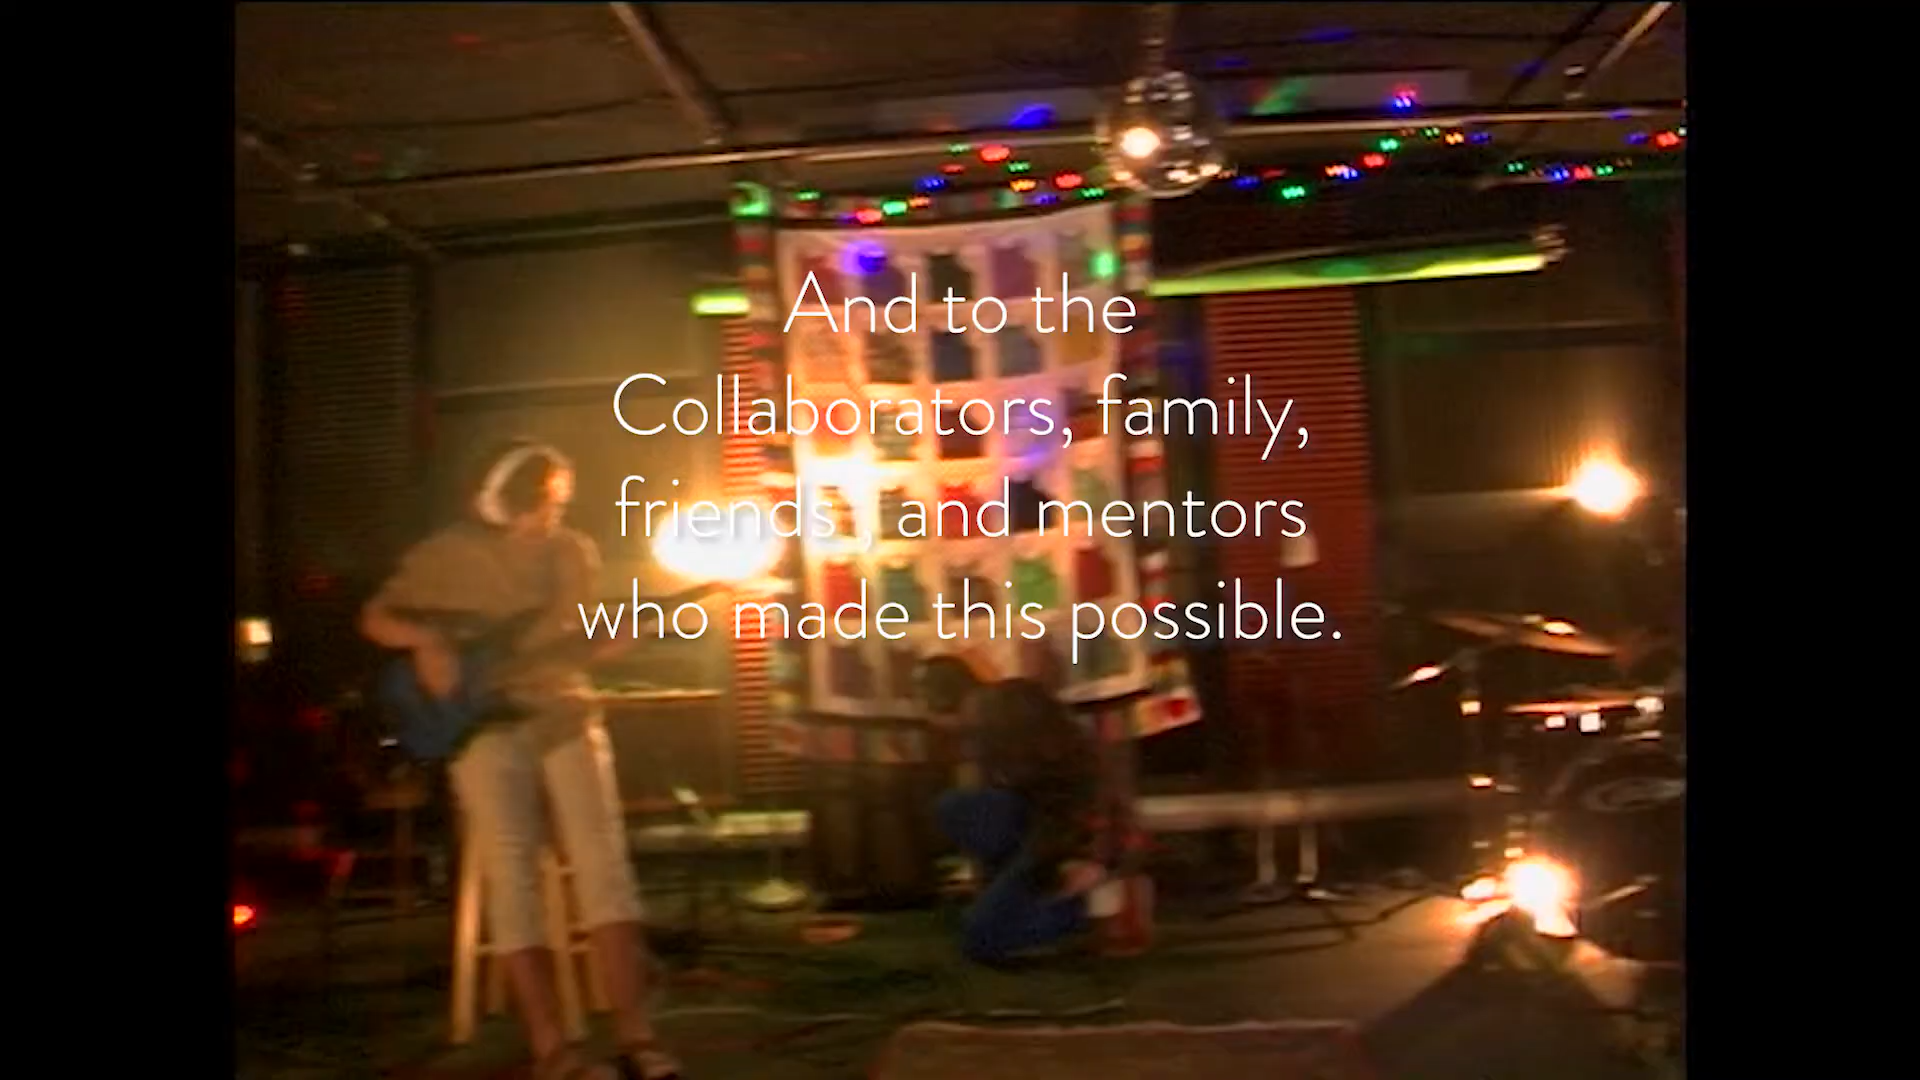 And to the
Collaborators, family,
friends , and mentors
who made this possible.